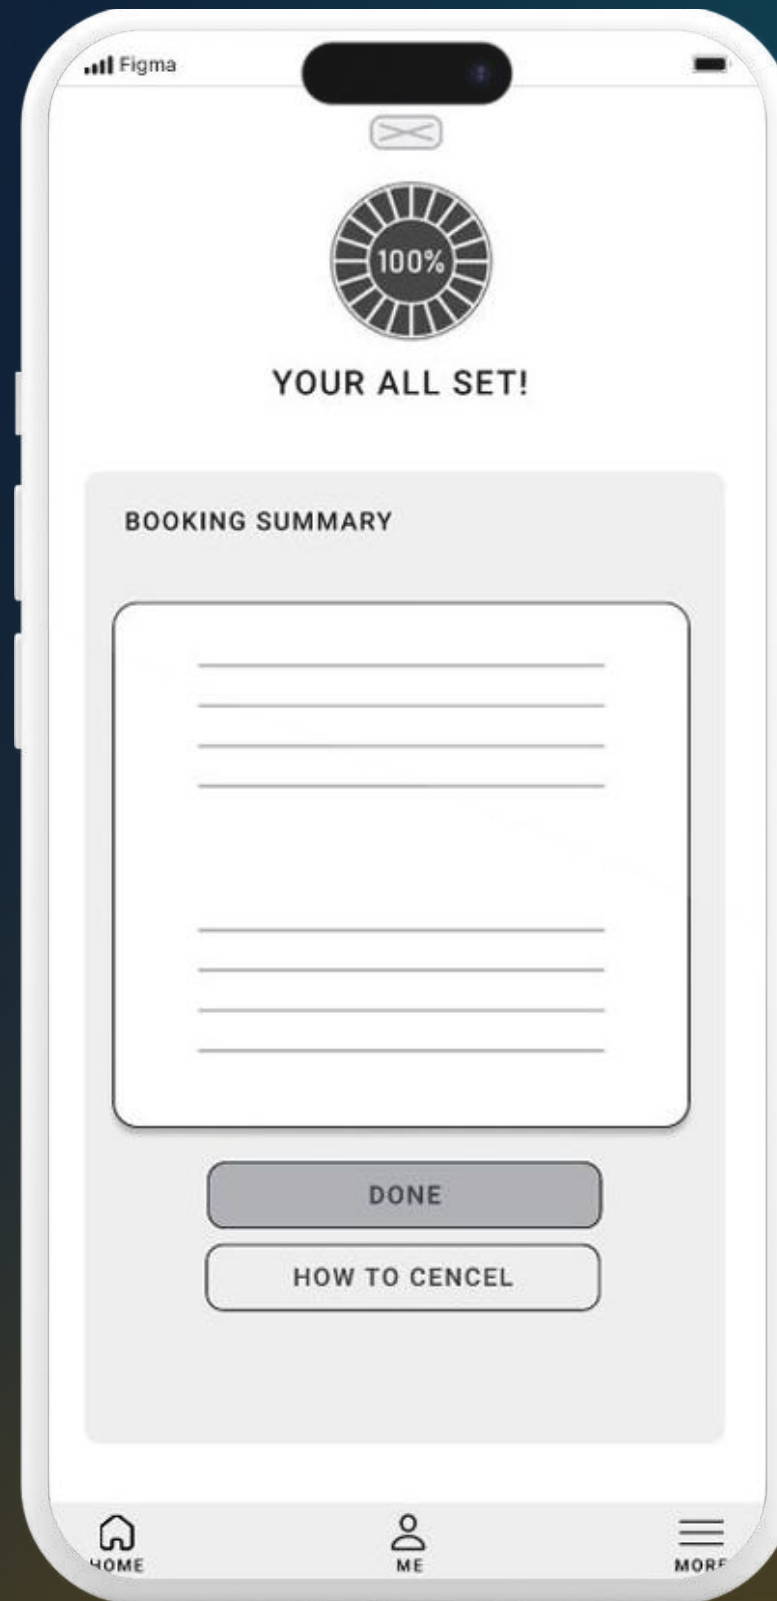 Figma
100%
YOUR ALL SET!
BOOKING SUMMARY
DONE
HOW TO CENCEL
HOME
ME
MORE